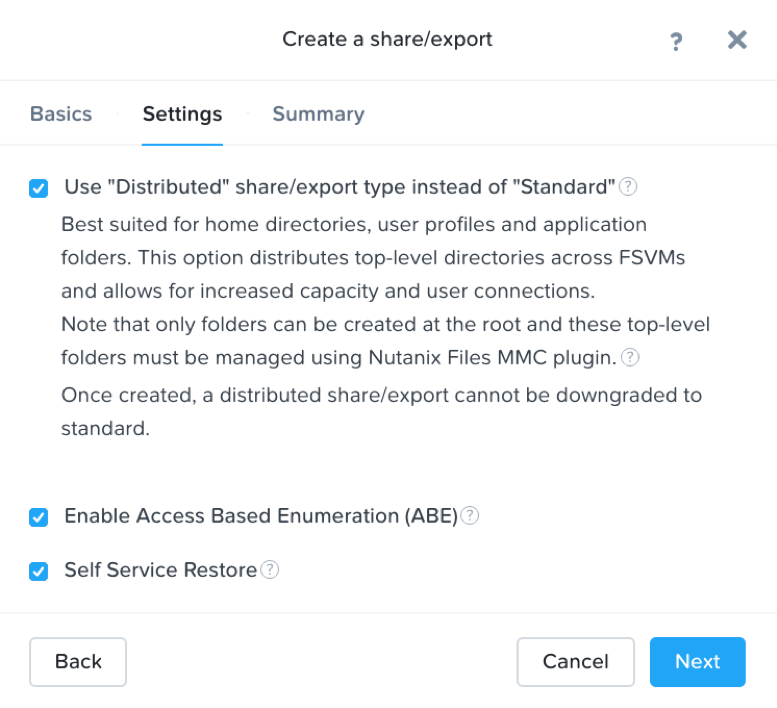 Create a share/export
?
Basics
Settings
Summary
Use "Distributed" share/export type instead of "Standard" ?
Best suited for home directories, user profiles and application
folders. This option distributes top-level directories across FSVMs
and allows for increased capacity and user connections.
Note that only folders can be created at the root and these top-level
folders must be managed using Nutanix Files MMC plugin. ?
Once created, a distributed share/export cannot be downgraded to
standard.
Enable Access Based Enumeration (ABE) ?
Self Service Restore ?
Back
Cancel
Next